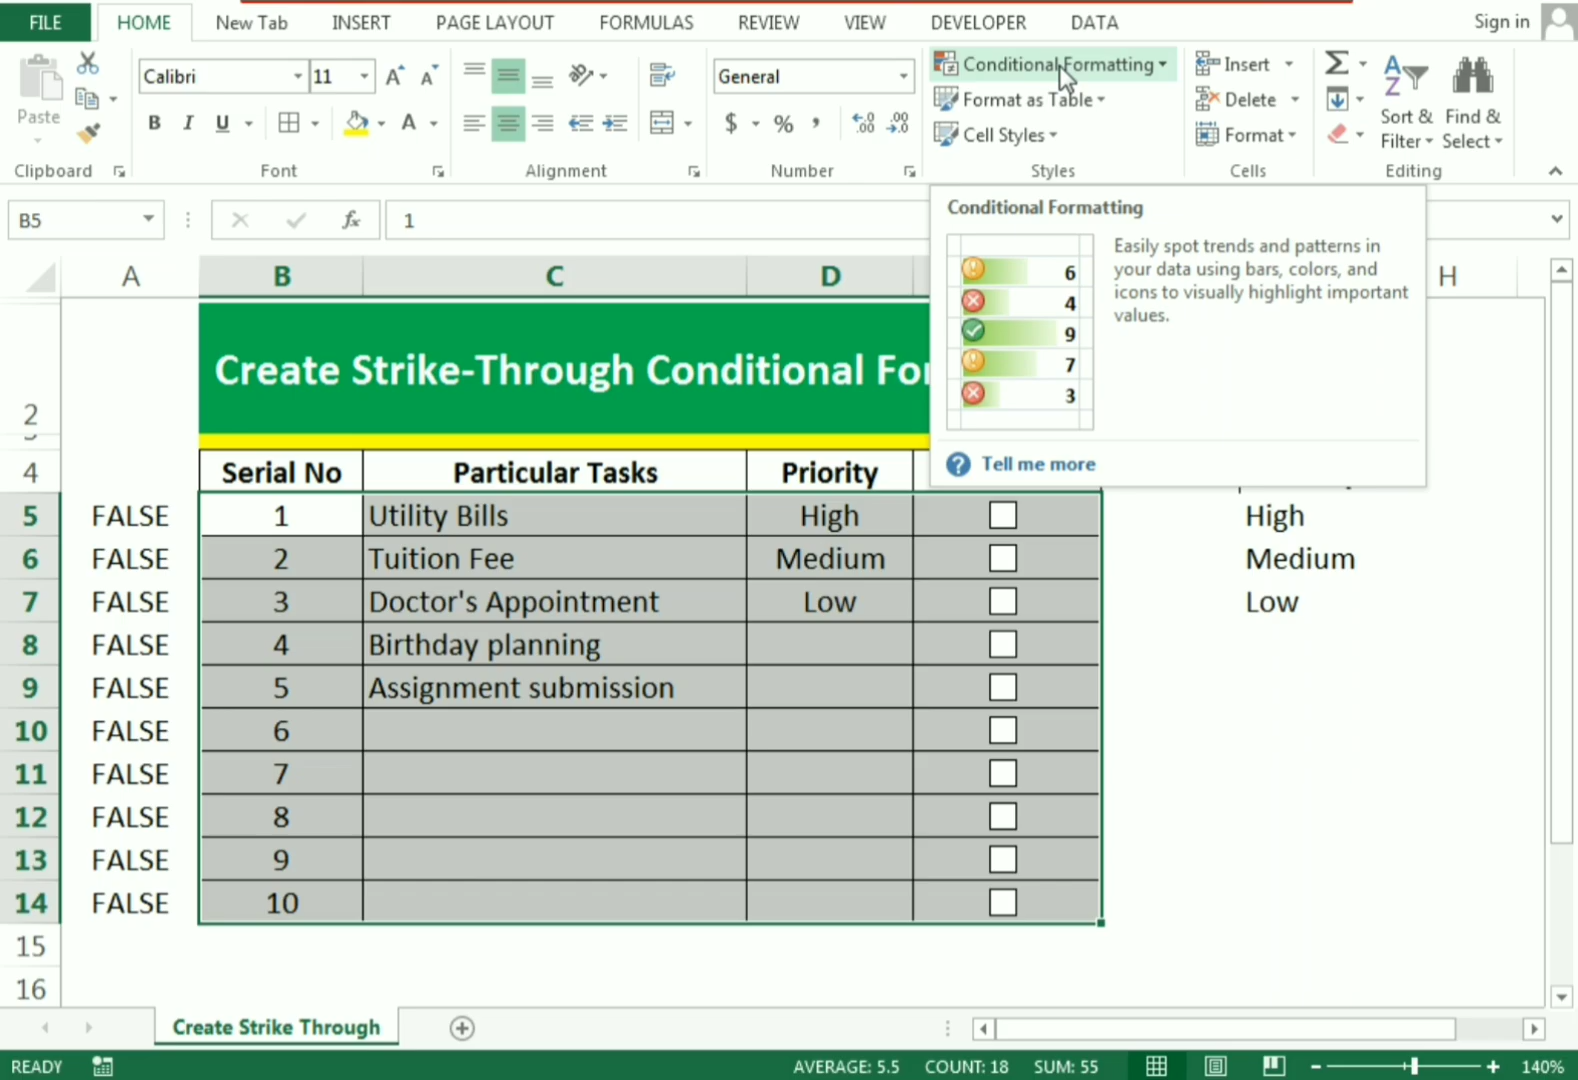 FILE HOME New Tab INSERT PAGE LAYOUT FORMULAS REVIEW VIEW DEVELOPER DATA Sign in
Paste
Clipboard
Calibri 11
B I U A
Font
Alignment
General
$ % ,
Number
Conditional Formatting
Format as Table
Cell Styles
Styles
Insert
Delete
Format
Cells
Sort & Filter
Find & Select
Editing
B5 fx 1
Conditional Formatting
Easily spot trends and patterns in
your data using bars, colors, and
icons to visually highlight important
values.
6
4
9
7
3
Tell me more
A B C D H
2 Create Strike-Through Conditional
4 Serial No Particular Tasks Priority
5 FALSE 1 Utility Bills High High
6 FALSE 2 Tuition Fee Medium Medium
7 FALSE 3 Doctor's Appointment Low Low
8 FALSE 4 Birthday planning
9 FALSE 5 Assignment submission
10 FALSE 6
11 FALSE 7
12 FALSE 8
13 FALSE 9
14 FALSE 10
15
16
Create Strike Through
READY AVERAGE: 5.5 COUNT: 18 SUM: 55 140%